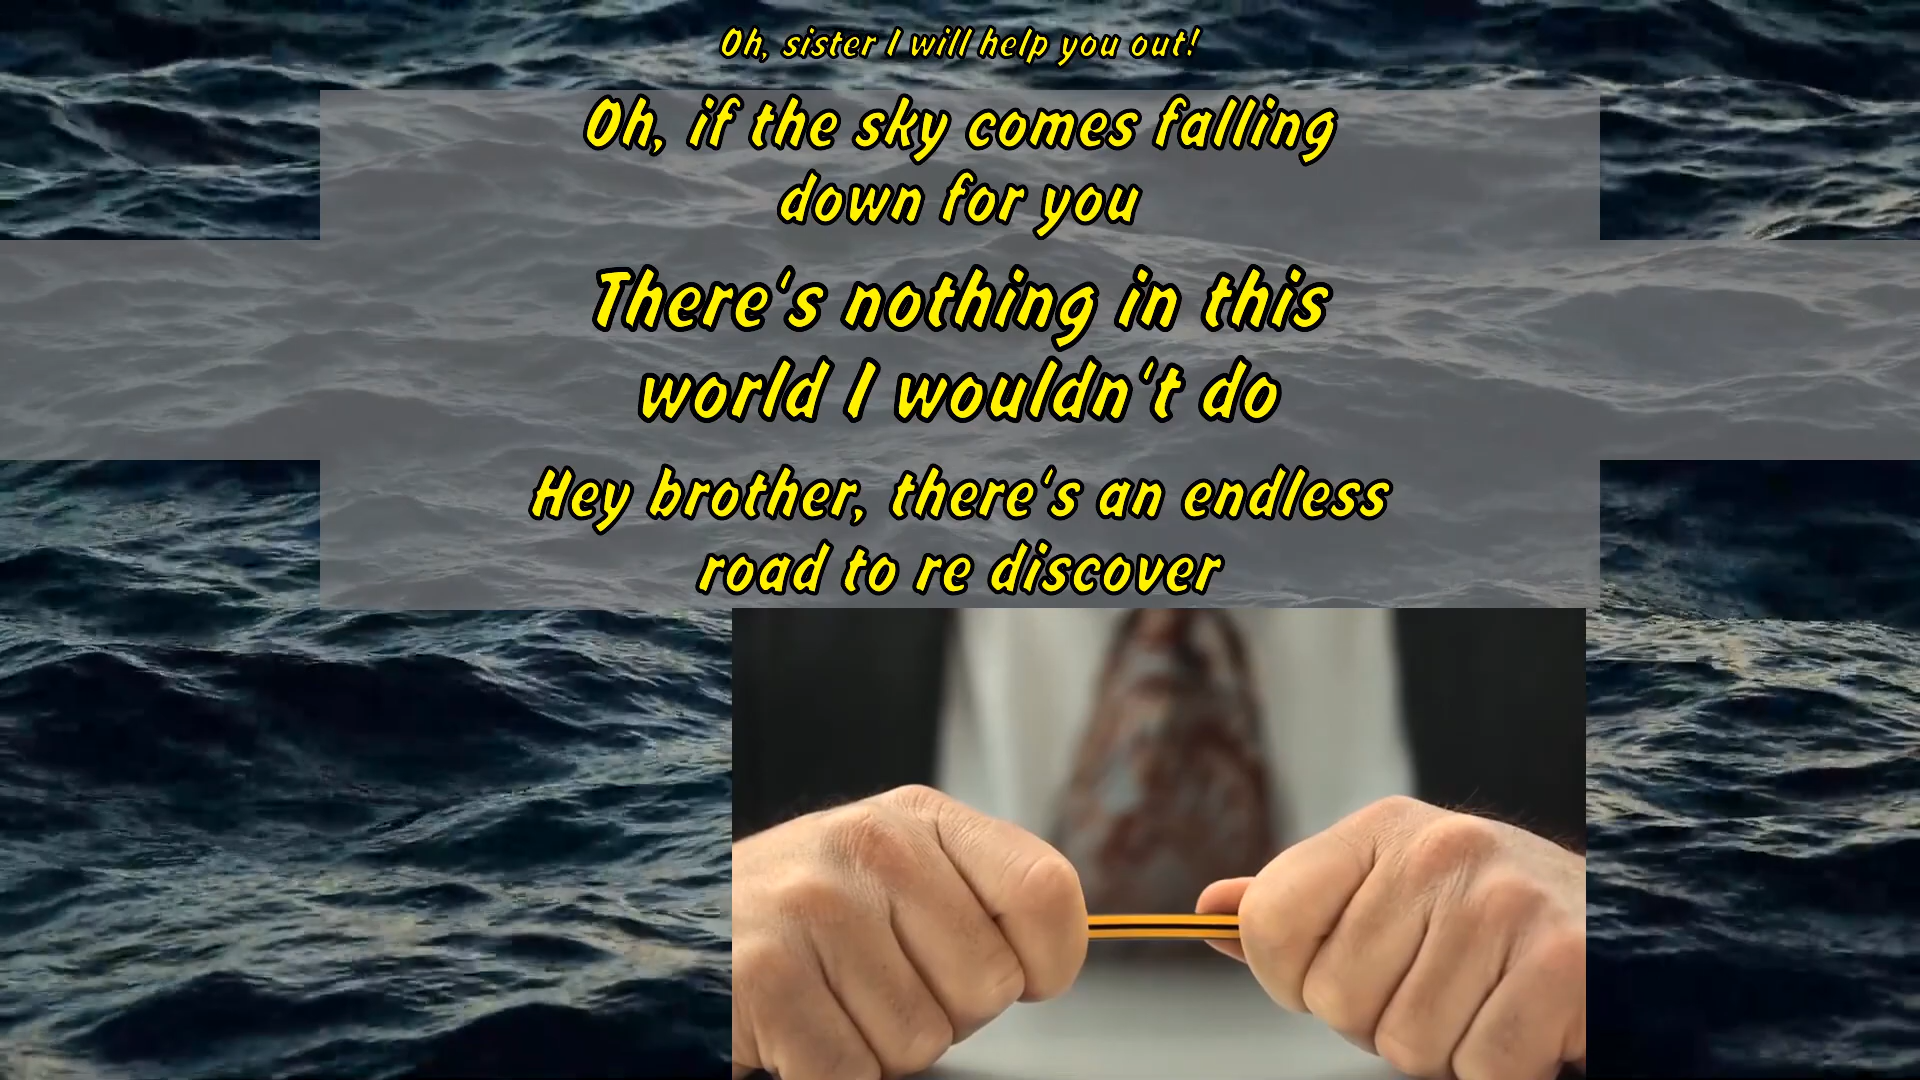 Oh, sister I will help you out!
Oh, if the sky comes falling
down for you
There's nothing in this
world I wouldn't do
Hey brother, there's an endless
road to re discover